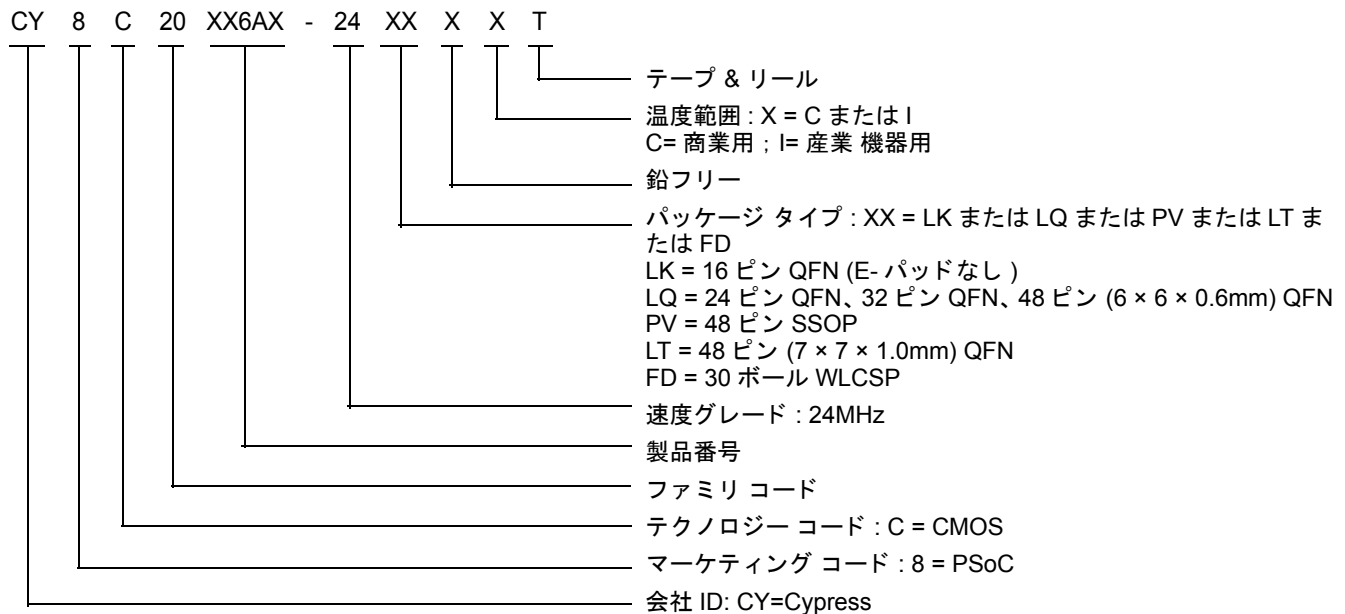 CY 8 C 20 XX6AX - 24 XX X X T
テープ & リール
温度範囲 : X = C または I
C= 商業用 ; I= 産業 機器用
鉛フリー
パッケージ タイプ : XX = LK または LQ または PV または LT ま
たは FD
LK = 16 ピン QFN (E- パッドなし )
LQ = 24 ピン QFN、32 ピン QFN、48 ピン (6 × 6 × 0.6mm) QFN
PV = 48 ピン SSOP
LT = 48 ピン (7 × 7 × 1.0mm) QFN
FD = 30 ボール WLCSP
速度グレード : 24MHz
製品番号
ファミリ コード
テクノロジー コード : C = CMOS
マーケティング コード : 8 = PSoC
会社 ID: CY=Cypress